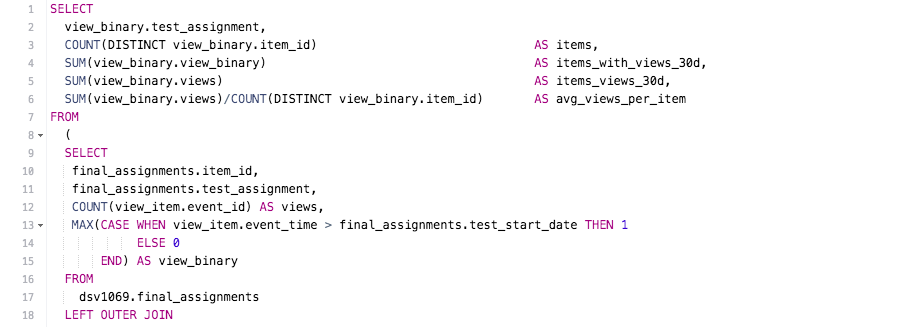 1 SELECT
2 view_binary.test_assignment,
3 COUNT(DISTINCT view_binary.item_id) AS items,
4 SUM(view_binary.view_binary) AS items_with_views_30d,
5 SUM(view_binary.views) AS items_views_30d,
6 SUM(view_binary.views)/COUNT(DISTINCT view_binary.item_id) AS avg_views_per_item
7 FROM
8 (
9 SELECT
10 final_assignments.item_id,
11 final_assignments.test_assignment,
12 COUNT(view_item.event_id) AS views,
13 MAX(CASE WHEN view_item.event_time > final_assignments.test_start_date THEN 1
14 ELSE 0
15 END) AS view_binary
16 FROM
17 dsv1069.final_assignments
18 LEFT OUTER JOIN